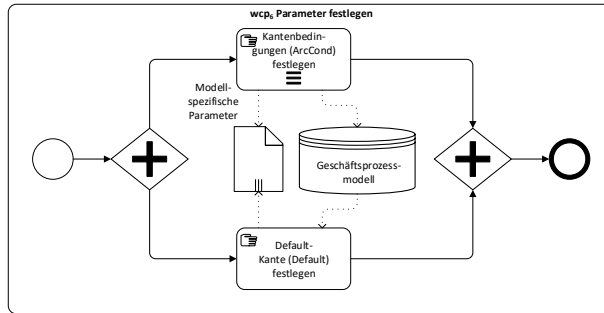 wcp₆ Parameter festlegen
Kantenbedin-
gungen (ArcCond)
festlegen
Modell-
spezifische
Parameter
Geschäftsprozess-
modell
Default-
Kante (Default)
festlegen